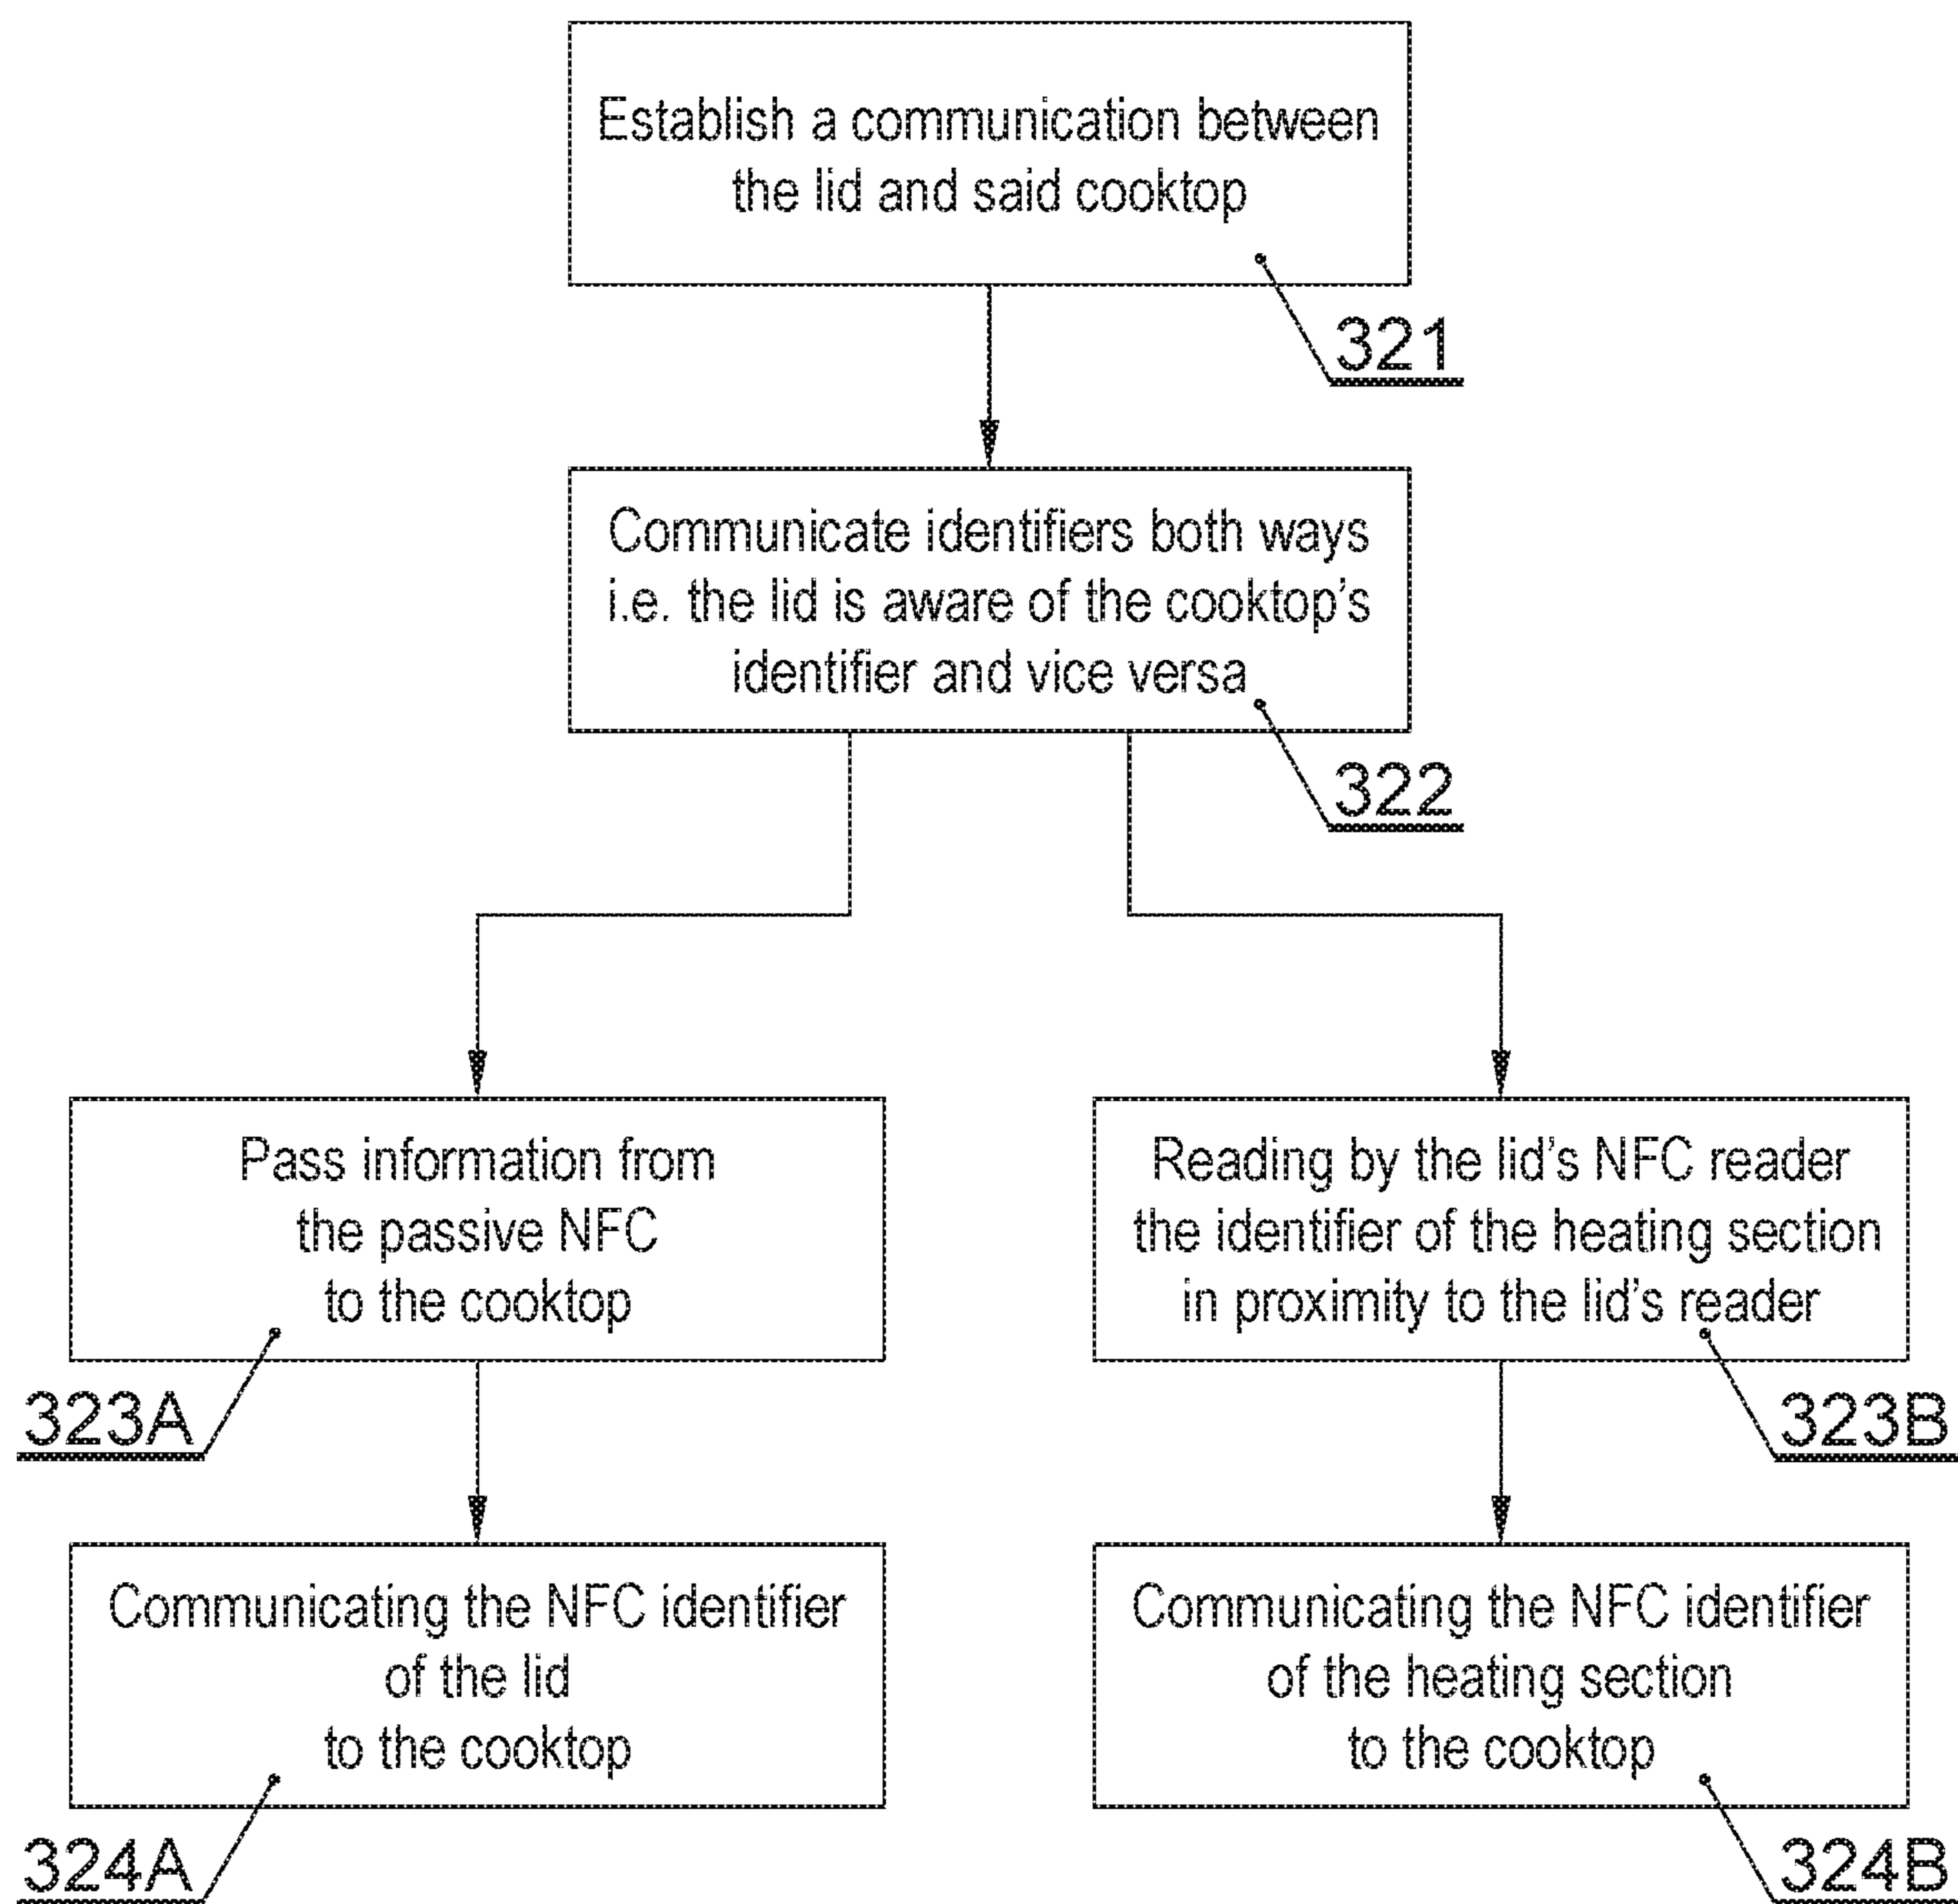 Establish a communication between
the lid and said cooktop
321
Communicate identifiers both ways
i.e. the lid is aware of the cooktop's
identifier and vice versa
322
Pass information from
the passive NFC
to the cooktop
323A
Reading by the lid's NFC reader
the identifier of the heating section
in proximity to the lid's reader
323B
Communicating the NFC identifier
of the lid
to the cooktop
324A
Communicating the NFC identifier
of the heating section
to the cooktop
324B